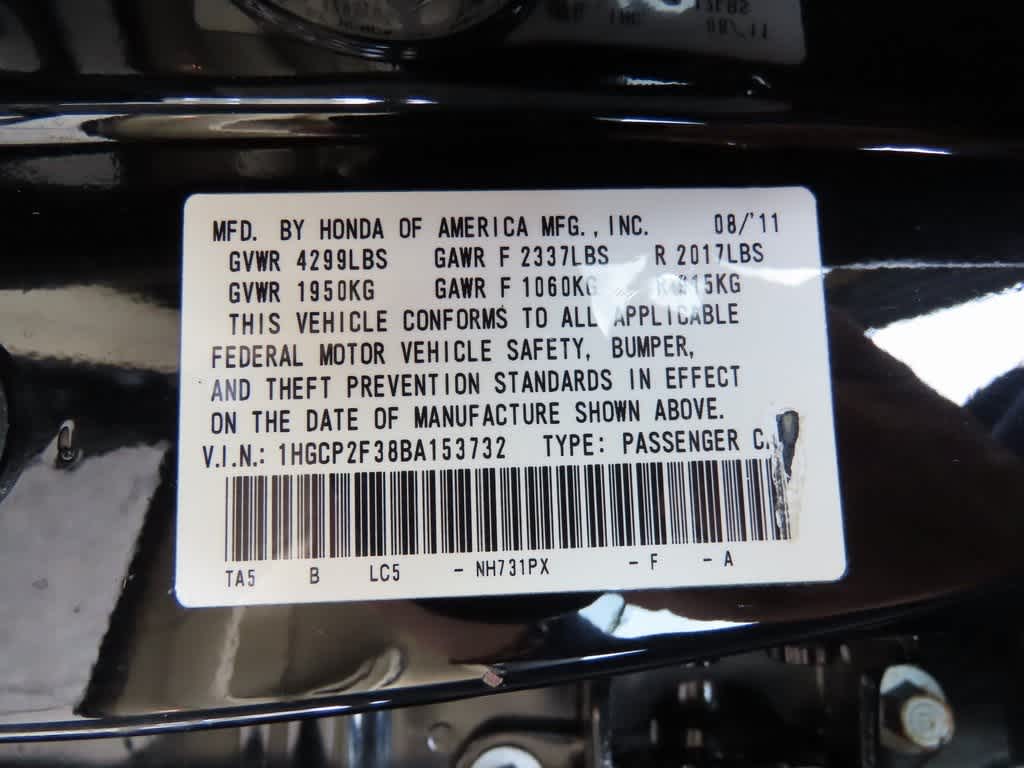 MFD. BY HONDA OF AMERICA MFG., INC. 08/'11
GVWR 4299LBS GAWR F 2337LBS R 2017LBS
GVWR 1950KG GAWR F 1060KG R
THIS VEHICLE CONFORMS TO ALL APPLICABLE
FEDERAL MOTOR VEHICLE SAFETY, BUMPER,
AND THEFT PREVENTION STANDARDS IN EFFECT
ON THE DATE OF MANUFACTURE SHOWN ABOVE.
V.I.N.: 1HGCP2F38BA153732 TYPE: PASSENGER
TA5 B LC5 - NH731PX - F - A